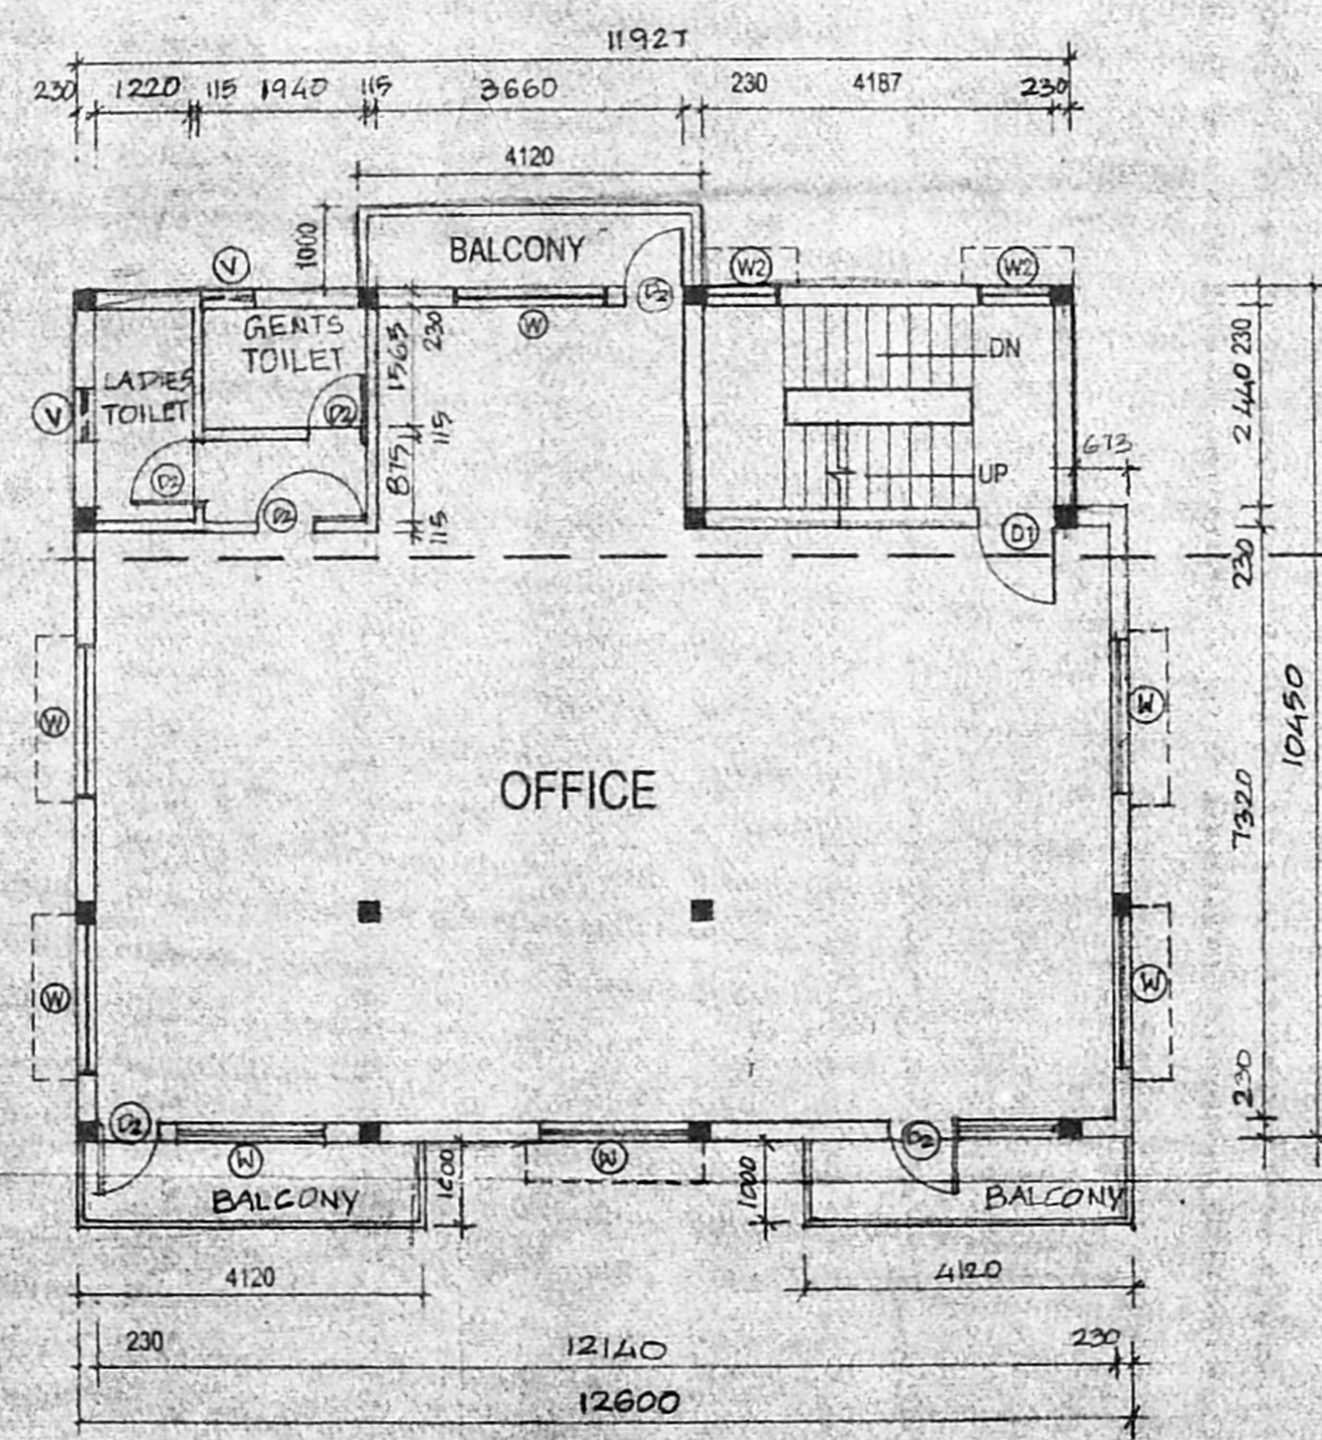 11927
230 1220 115 1940 115 3660 230 4187 230
4120
1000
BALCONY
V
W2
W2
D2
W
GENTS
TOILET
1563
230
DN
2440 230
LADIES
TOILET
V
D2
115
673
875
D2
D2
UP
115
D1
230
W
W
OFFICE
10450
7320
W
W
230
D2
W
W
D2
1000
1000
BALCONY
BALCONY
4120
4120
230
12140
230
12600